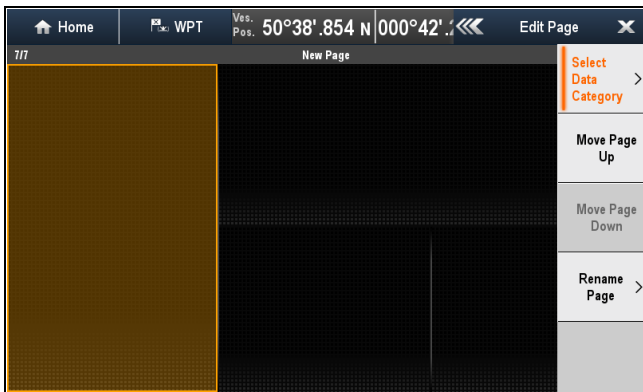 Home
WPT
Ves. Pos. 50°38'.854 N 000°42'.
Edit Page
X
7/7
New Page
Select
Data
Category
Move Page
Up
Move Page
Down
Rename
Page